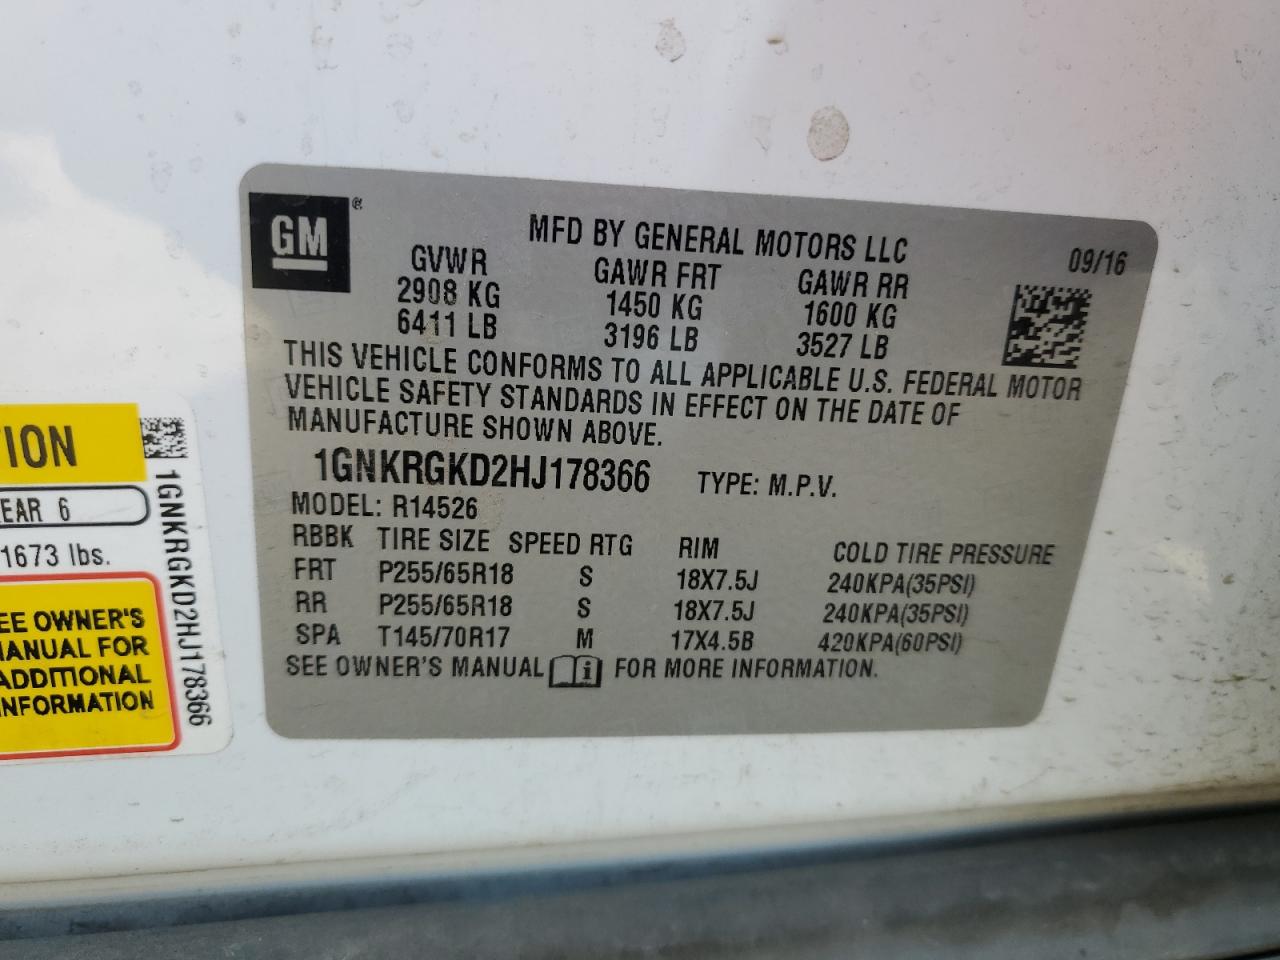 GM ®
MFD BY GENERAL MOTORS LLC
09/16
GVWR GAWR FRT GAWR RR
2908 KG 1450 KG 1600 KG
6411 LB 3196 LB 3527 LB
THIS VEHICLE CONFORMS TO ALL APPLICABLE U.S. FEDERAL MOTOR
VEHICLE SAFETY STANDARDS IN EFFECT ON THE DATE OF
MANUFACTURE SHOWN ABOVE.
1GNKRGKD2HJ178366 TYPE: M.P.V.
MODEL: R14526
RBBK TIRE SIZE SPEED RTG RIM COLD TIRE PRESSURE
FRT P255/65R18 S 18X7.5J 240KPA(35PSI)
RR P255/65R18 S 18X7.5J 240KPA(35PSI)
SPA T145/70R17 M 17X4.5B 420KPA(60PSI)
SEE OWNER'S MANUAL i FOR MORE INFORMATION.
TION
EAR 6
1673 lbs.
EE OWNER'S
ANUAL FOR
ADDITIONAL
NFORMATION
1GNKRGKD2HJ178366